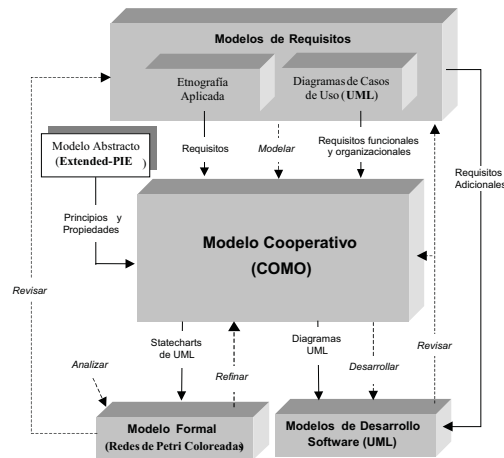 Modelos de Requisitos
Etnografía
Aplicada
Diagramas de Casos
de Uso (UML)
Modelo Abstracto
(Extended-PIE)
Requisitos
Modelar
Requisitos funcionales
y organizacionales
Requisitos
Adicionales
Principios y
Propiedades
Modelo Cooperativo
(COMO)
Revisar
Statecharts
de UML
Diagramas
UML
Revisar
Analizar
Refinar
Desarrollar
Modelo Formal
(Redes de Petri Coloreadas)
Modelos de Desarrollo
Software (UML)